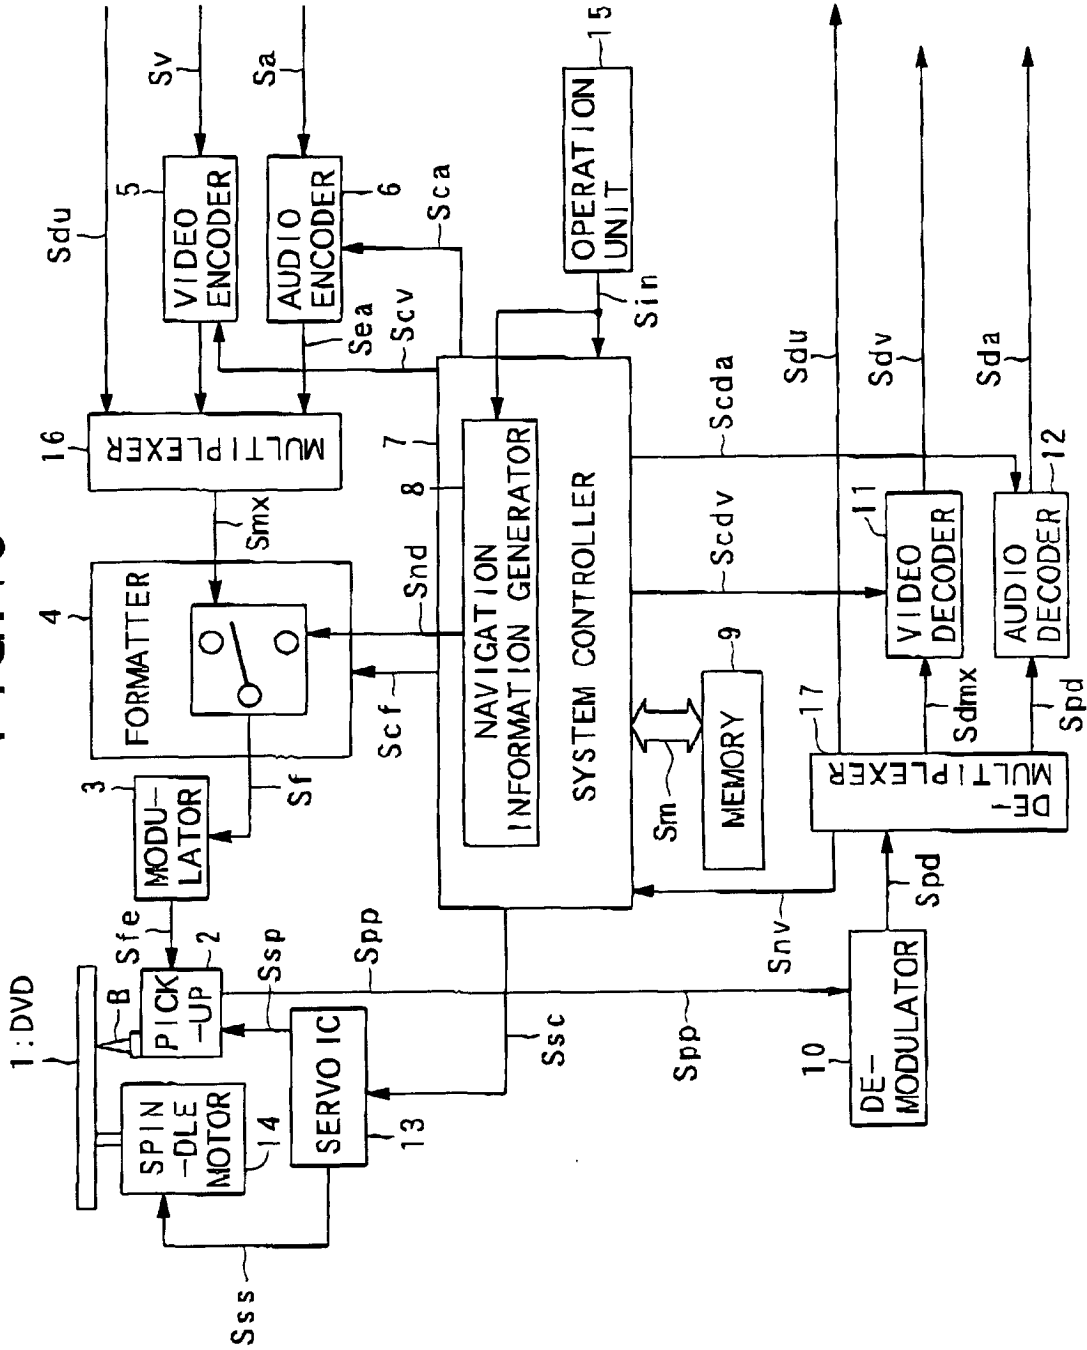 1:DVD
B
SPIN
-DLE
MOTOR
14
Sss
PICK
-UP
2
Sfe
Ssp
Spp
SERVO IC
13
Ssc
Spp
MODU-
LATOR
3
Sf
FORMATTER
4
Scf
Snd
Smx
MULTIPLEXER
16
Sdu
Sv
VIDEO
ENCODER
5
Sa
AUDIO
ENCODER
6
Sea
Scv
Sca
NAVIGATION
INFORMATION GENERATOR
8
SYSTEM CONTROLLER
7
OPERATION
UNIT
15
Sin
Sm
MEMORY
9
Snv
Scdv
Scda
DE-
MODULATOR
10
Spd
DE-
MULTIPLEXER
17
Sdmx
Spd
VIDEO
DECODER
11
AUDIO
DECODER
12
Sdu
Sdv
Sda